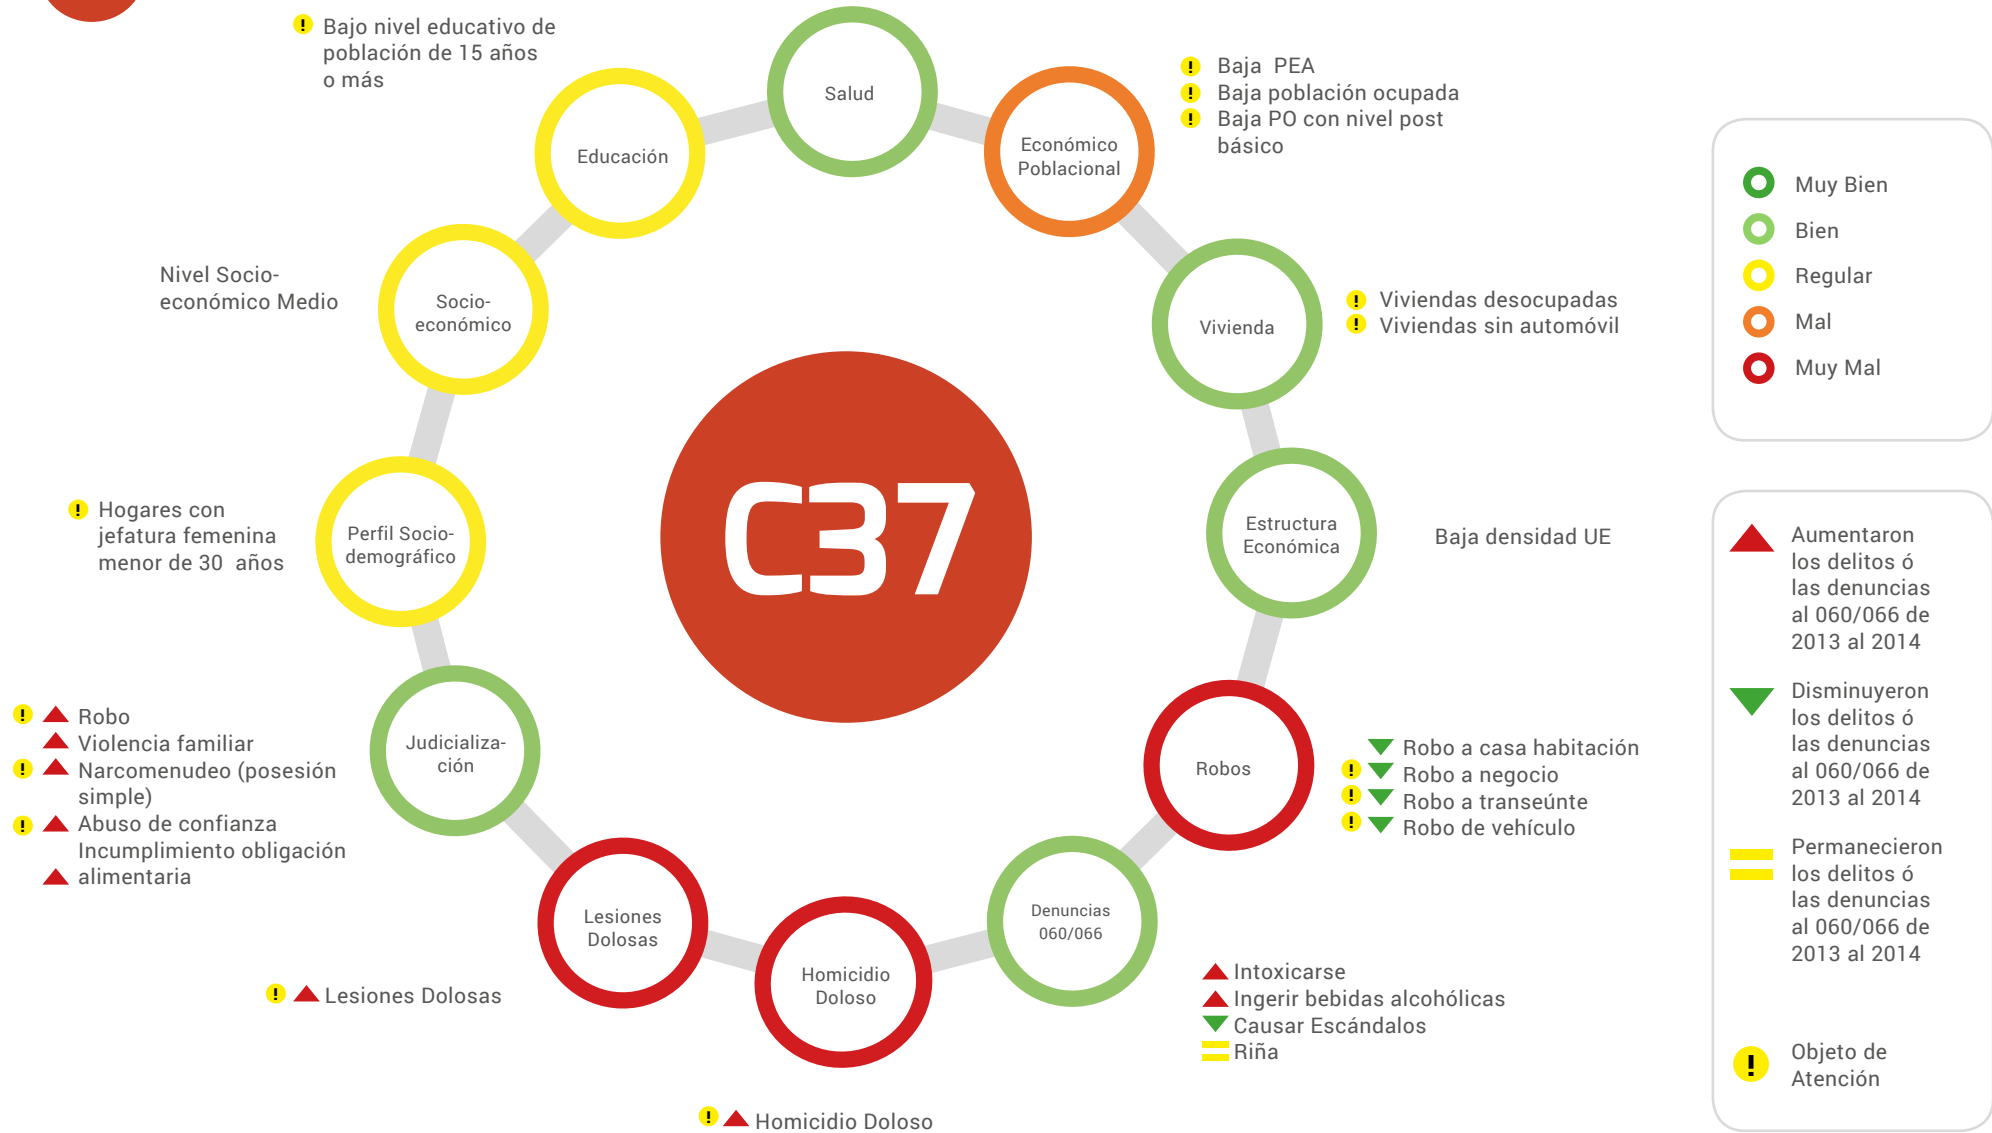 Bajo nivel educativo de
población de 15 años
o más
Salud
Baja PEA
Baja población ocupada
Baja PO con nivel post
básico
Educación
Económico
Poblacional
Muy Bien
Bien
Regular
Mal
Muy Mal
Nivel Socio-
económico Medio
Socio-
económico
Vivienda
Viviendas desocupadas
Viviendas sin automóvil
C37
Hogares con
jefatura femenina
menor de 30 años
Perfil Socio-
demográfico
Estructura
Económica
Baja densidad UE
Aumentaron
los delitos ó
las denuncias
al 060/066 de
2013 al 2014
Disminuyeron
los delitos ó
las denuncias
al 060/066 de
2013 al 2014
Permanecieron
los delitos ó
las denuncias
al 060/066 de
2013 al 2014
Objeto de
Atención
Robo
Violencia familiar
Narcomenudeo (posesión
simple)
Abuso de confianza
Incumplimiento obligación
alimentaria
Judicializa-
ción
Robos
Robo a casa habitación
Robo a negocio
Robo a transeúnte
Robo de vehículo
Lesiones
Dolosas
Lesiones Dolosas
Homicidio
Doloso
Homicidio Doloso
Denuncias
060/066
Intoxicarse
Ingerir bebidas alcohólicas
Causar Escándalos
Riña